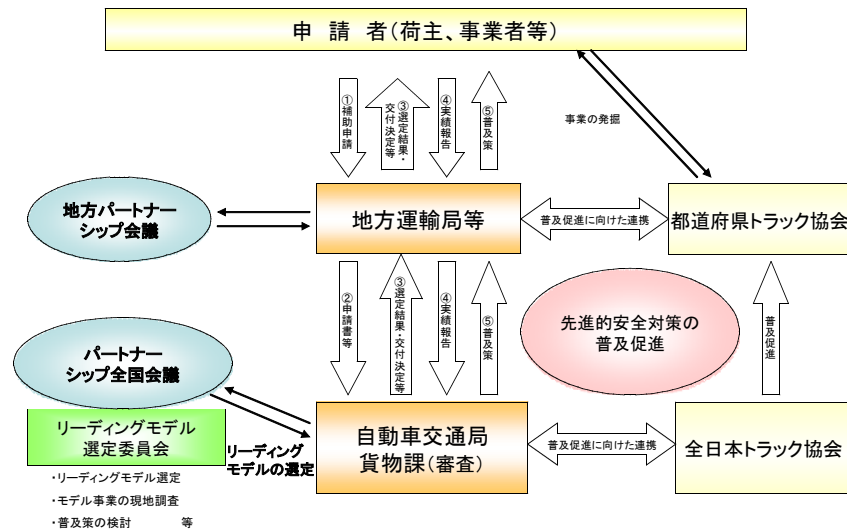 申 請 者(荷主、事業者等)
①補助申請
③選定結果・
交付決定等
④実績報告
⑤普及策
事業の発掘
地方パートナー
シップ会議
地方運輸局等
普及促進に向けた連携
都道府県トラック協会
②申請書等
③選定結果・交付決定等
④実績報告
⑤普及策
先進的安全対策の
普及促進
普及促進
パートナー
シップ全国会議
リーディングモデル
選定委員会
リーディング
モデルの選定
自動車交通局
貨物課(審査)
普及促進に向けた連携
全日本トラック協会
・リーディングモデル選定
・モデル事業の現地調査
・普及策の検討 等